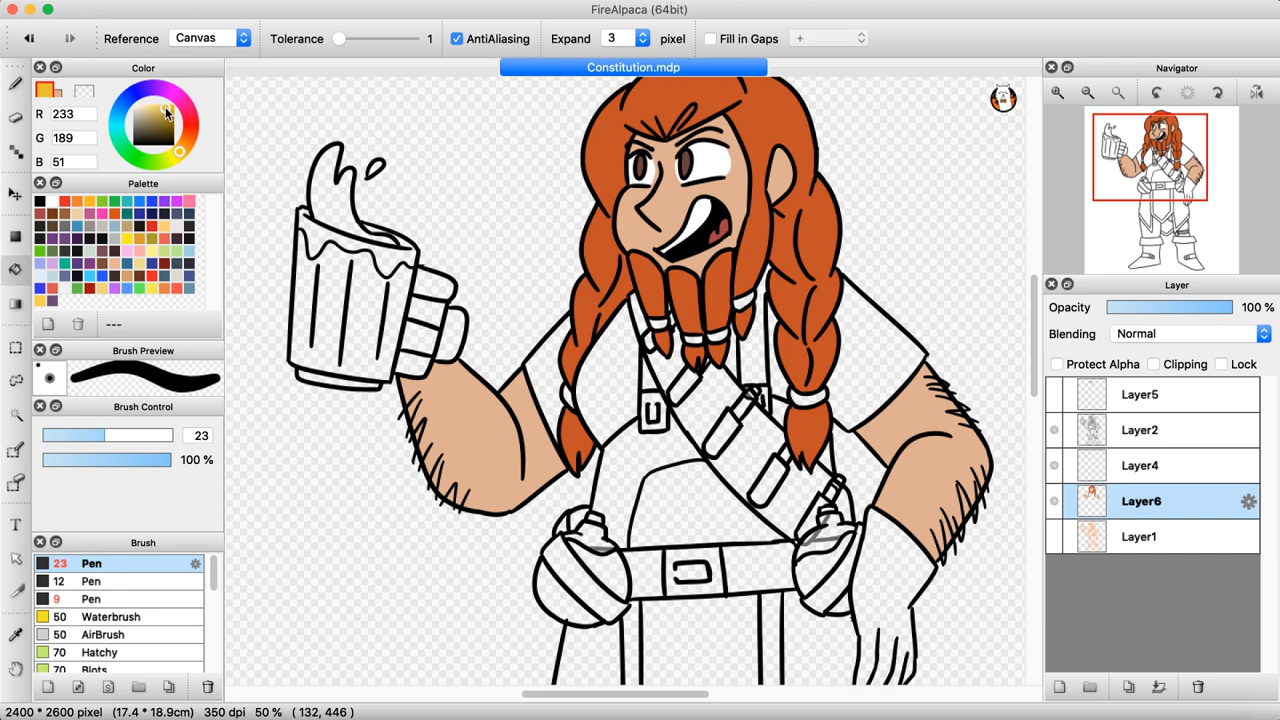 FireAlpaca (64bit)
Reference Canvas Tolerance 1 AntiAliasing Expand 3 pixel Fill in Gaps +
Color
Constitution.mdp
Navigator
R 233
G 189
B 51
Palette
---
Brush Preview
Brush Control
23
100 %
Brush
23 Pen
12 Pen
9 Pen
50 Waterbrush
50 AirBrush
70 Hatchy
70 Blots
Layer
Opacity 100 %
Blending Normal
Protect Alpha Clipping Lock
Layer5
Layer2
Layer4
Layer6
Layer1
2400 * 2600 pixel (17.4 * 18.9cm) 350 dpi 50 % ( 132, 446 )